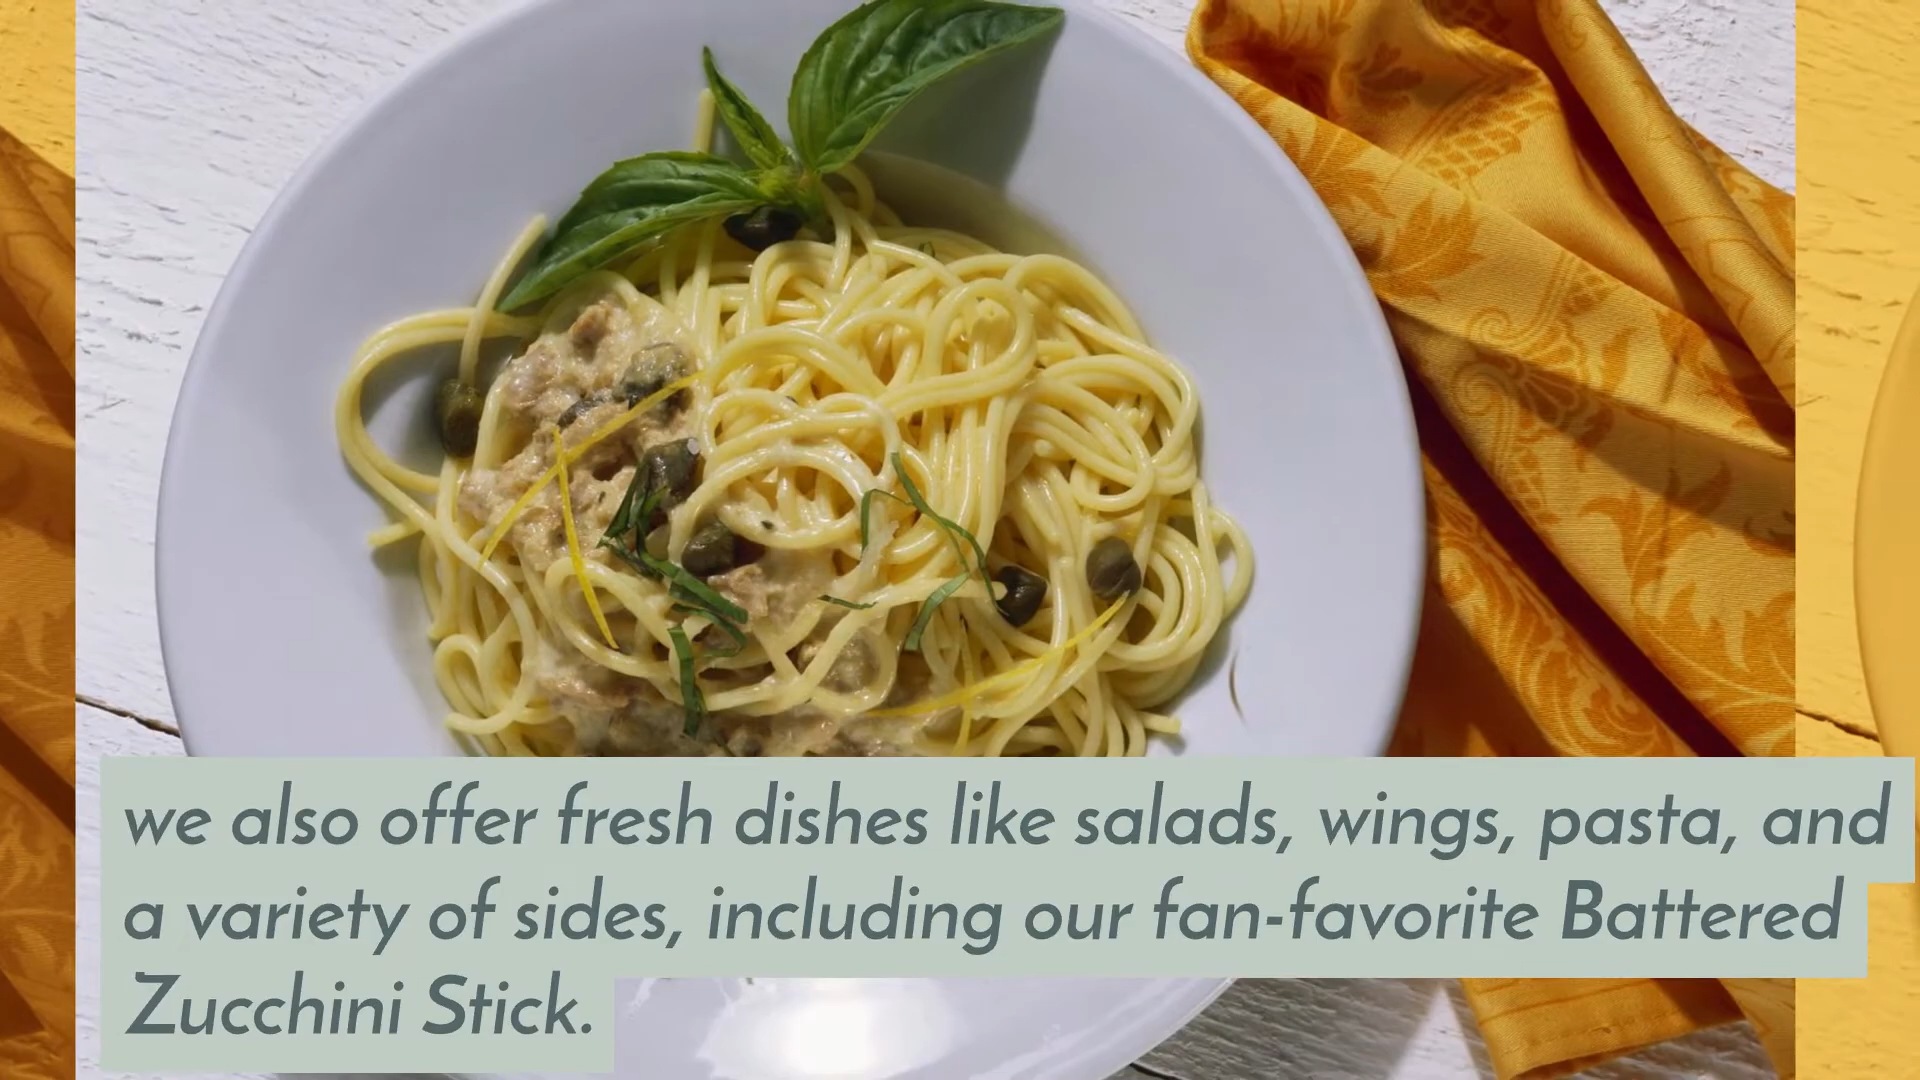 we also offer fresh dishes like salads, wings, pasta, and
a variety of sides, including our fan-favorite Battered
Zucchini Stick.